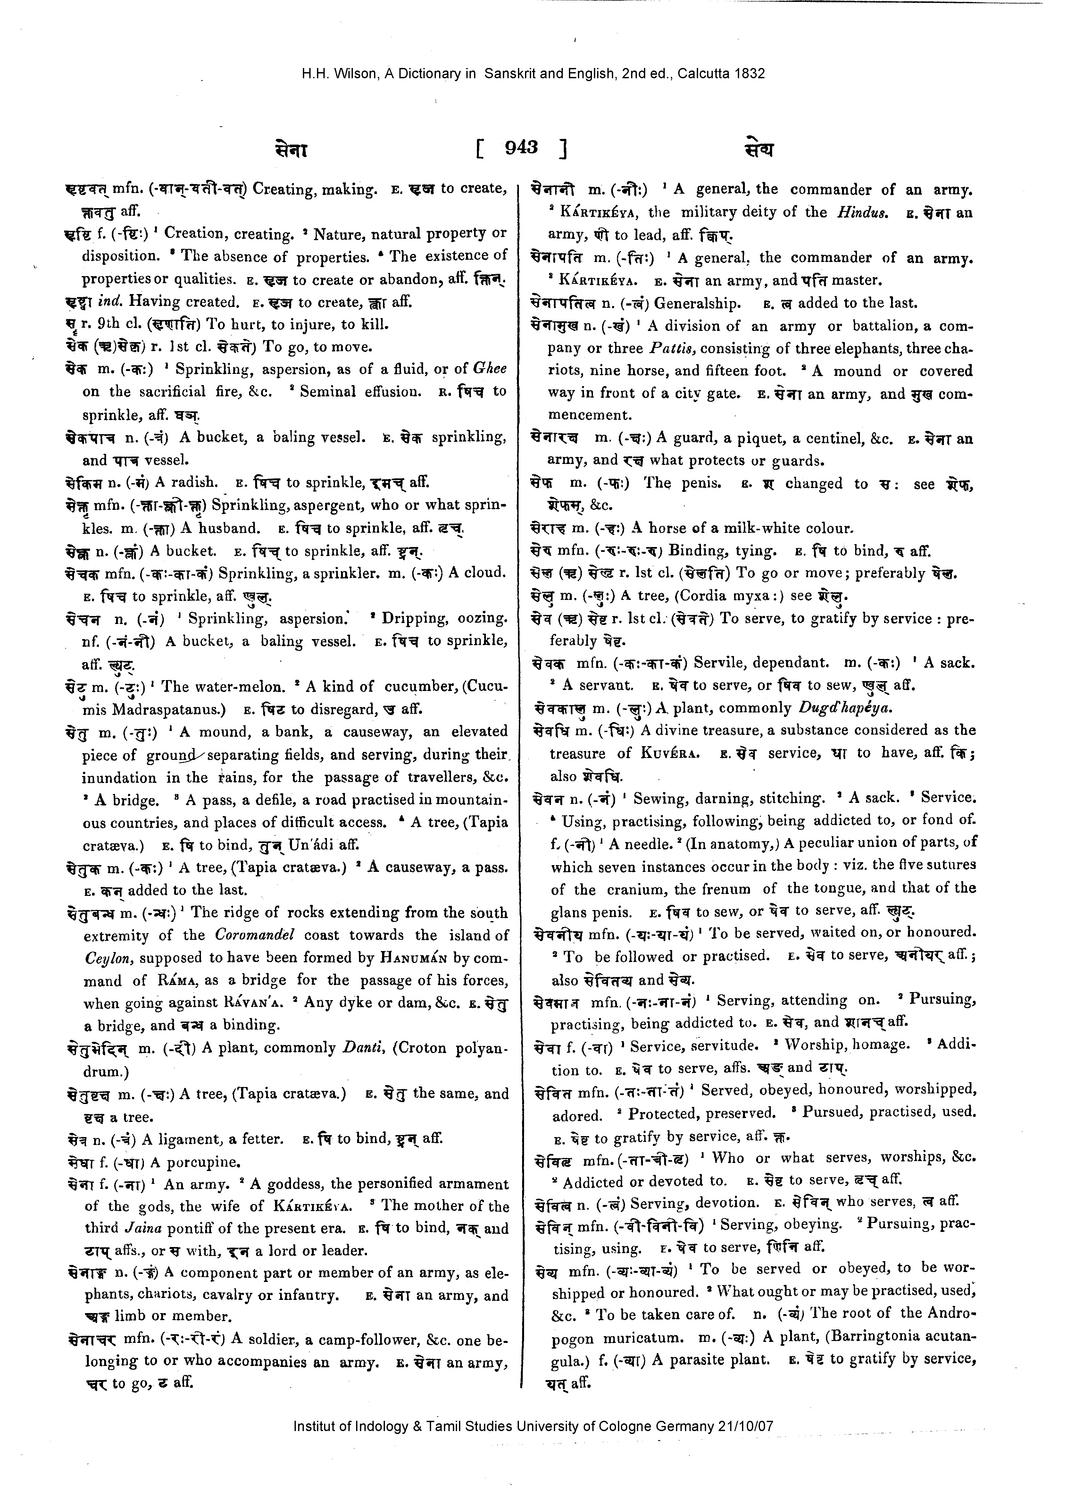 H.H. Wilson, A Dictionary in Sanskrit and English, 2nd ed., Calcutta 1832
सेना [ 943 ] सेव्य
सृष्टवत् mfn. (-वान्-वती-वत्) Creating, making. E. सृज to create,
क्तवतु aff.
सृष्टि f. (-ष्टिः) ¹ Creation, creating. ² Nature, natural property or
disposition. ³ The absence of properties. ⁴ The existence of
properties or qualities. E. सृज to create or abandon, aff. क्तिन्.
सृष्ट्वा ind. Having created. E. सृज to create, क्त्वा aff.
सॄ r. 9th cl. (सृणाति) To hurt, to injure, to kill.
सेक (ऋ)सेकृ r. 1st cl. सेकते) To go, to move.
सेक m. (-कः) ¹ Sprinkling, aspersion, as of a fluid, or of Ghee
on the sacrificial fire, &c. ² Seminal effusion. E. षिच to
sprinkle, aff. घञ्.
सेकपात्र n. (-त्रं) A bucket, a baling vessel. E. सेक sprinkling,
and पात्र vessel.
सेकिम n. (-मं) A radish. E. षिच to sprinkle, इमच् aff.
सेक्तृ mfn. (-क्ता-क्त्री-क्तृ) Sprinkling, aspergent, who or what sprin-
kles. m. (-क्ता) A husband. E. षिच to sprinkle, aff. तृच्.
सेक्त्र n. (-क्त्रं) A bucket. E. षिच् to sprinkle, aff. ष्ट्रन्.
सेचक mfn. (-कः-का-कं) Sprinkling, a sprinkler. m. (-कः) A cloud.
E. षिच to sprinkle, aff. ण्वुल्.
सेचन n. (-नं) ¹ Sprinkling, aspersion. ² Dripping, oozing.
nf. (-नं-नी) A bucket, a baling vessel. E. षिच to sprinkle,
aff. ल्युट्.
सेटु m. (-टुः) ¹ The water-melon. ² A kind of cucumber, (Cucu-
mis Madraspatanus.) E. षिट to disregard, उ aff.
सेतु m. (-तुः) ¹ A mound, a bank, a causeway, an elevated
piece of ground separating fields, and serving, during their
inundation in the rains, for the passage of travellers, &c.
² A bridge. ³ A pass, a defile, a road practised in mountain-
ous countries, and places of difficult access. ⁴ A tree, (Tapia
cratæva.) E. षि to bind, तुन् Un'ádi aff.
सेतुक m. (-कः) ¹ A tree, (Tapia cratæva.) ² A causeway, a pass.
E. कन् added to the last.
सेतुबन्ध m. (-न्धः) ¹ The ridge of rocks extending from the south
extremity of the Coromandel coast towards the island of
Ceylon, supposed to have been formed by HANUMÁN by com-
mand of RÁMA, as a bridge for the passage of his forces,
when going against RÁVAN'A. ² Any dyke or dam, &c. E. सेतु
a bridge, and बन्ध a binding.
सेतुभेदिन् m. (-दी) A plant, commonly Danti, (Croton polyan-
drum.)
सेतुवृक्ष m. (-क्षः) A tree, (Tapia cratæva.) E. सेतु the same, and
वृक्ष a tree.
सेत्र n. (-त्रं) A ligament, a fetter. E. षि to bind, ष्ट्रन् aff.
सेधा f. (-धा) A porcupine.
सेना f. (-ना) ¹ An army. ² A goddess, the personified armament
of the gods, the wife of KÁRTIKÉYA. ³ The mother of the
third Jaina pontiff of the present era. E. षि to bind, नक् and
टाप् affs., or स with, इन a lord or leader.
सेनाङ्ग n. (-ङ्गं) A component part or member of an army, as ele-
phants, chariots, cavalry or infantry. E. सेना an army, and
अङ्ग limb or member.
सेनाचर mfn. (-रः-री-रं) A soldier, a camp-follower, &c. one be-
longing to or who accompanies an army. E. सेना an army,
चर to go, ट aff.
सेनानी m. (-नीः) ¹ A general, the commander of an army.
² KÁRTIKÉYA, the military deity of the Hindus. E. सेना an
army, णी to lead, aff. क्विप्.
सेनापति m. (-तिः) ¹ A general, the commander of an army.
² KÁRTIKÉYA. E. सेना an army, and पति master.
सेनापतित्व n. (-त्वं) Generalship. E. त्व added to the last.
सेनामुख n. (-खं) ¹ A division of an army or battalion, a com-
pany or three Pattis, consisting of three elephants, three cha-
riots, nine horse, and fifteen foot. ² A mound or covered
way in front of a city gate. E. सेना an army, and मुख com-
mencement.
सेनारक्ष m. (-क्षः) A guard, a piquet, a centinel, &c. E. सेना an
army, and रक्ष what protects or guards.
सेफ m. (-फः) The penis. E. श changed to स: see शेफ,
शेफस्, &c.
सेराह m. (-हः) A horse of a milk-white colour.
सेरु mfn. (-रुः-रुः-रु) Binding, tying. E. षि to bind, रु aff.
सेल (ऋ) सेलृ r. 1st cl. (सेलति) To go or move; preferably षेल.
सेलु m. (-लुः) A tree, (Cordia myxa:) see शेलु.
सेव (ऋ) सेवृ r. 1st cl. (सेवते) To serve, to gratify by service : pre-
ferably षेवृ.
सेवक mfn. (-कः-का-कं) Servile, dependant. m. (-कः) ¹ A sack.
² A servant. E. षेव to serve, or षिव to sew, ण्वुल् aff.
सेवकालु m. (-लुः) A plant, commonly Dugd'hapéya.
सेवधि m. (-धिः) A divine treasure, a substance considered as the
treasure of KUVÉRA. E. सेव service, धा to have, aff. कि;
also शेवधि.
सेवन n. (-नं) ¹ Sewing, darning, stitching. ² A sack. ³ Service.
⁴ Using, practising, following, being addicted to, or fond of.
f. (-नी) ¹ A needle. ² (In anatomy,) A peculiar union of parts, of
which seven instances occur in the body : viz. the five sutures
of the cranium, the frenum of the tongue, and that of the
glans penis. E. षिव to sew, or षेव to serve, aff. ल्युट्.
सेवनीय mfn. (-यः-या-यं) ¹ To be served, waited on, or honoured.
² To be followed or practised. E. षेव to serve, अनीयर् aff.;
also सेवितव्य and सेव्य.
सेवमान mfn. (-नः-ना-नं) ¹ Serving, attending on. ² Pursuing,
practising, being addicted to. E. सेव, and शानच् aff.
सेवा f. (-वा) ¹ Service, servitude. ² Worship, homage. ³ Addi-
tion to. E. षेव to serve, affs. अङ् and टाप्.
सेवित mfn. (-तः-ता-तं) ¹ Served, obeyed, honoured, worshipped,
adored. ² Protected, preserved. ³ Pursued, practised, used.
E. षेवृ to gratify by service, aff. क्त.
सेवितृ mfn. (-ता-त्री-तृ) ¹ Who or what serves, worships, &c.
² Addicted or devoted to. E. सेवृ to serve, तृच् aff.
सेवित्व n. (-त्वं) Serving, devotion. E. सेविन् who serves, त्व aff.
सेविन् mfn. (-वी-विनी-वि) ¹ Serving, obeying. ² Pursuing, prac-
tising, using. E. षेव to serve, णिनि aff.
सेव्य mfn. (-व्यः-व्या-व्यं) ¹ To be served or obeyed, to be wor-
shipped or honoured. ² What ought or may be practised, used,
&c. ³ To be taken care of. n. (-व्यं) The root of the Andro-
pogon muricatum. m. (-व्यः) A plant, (Barringtonia acutan-
gula.) f. (-व्या) A parasite plant. E. षेवृ to gratify by service,
यत् aff.
Institut of Indology & Tamil Studies University of Cologne Germany 21/10/07